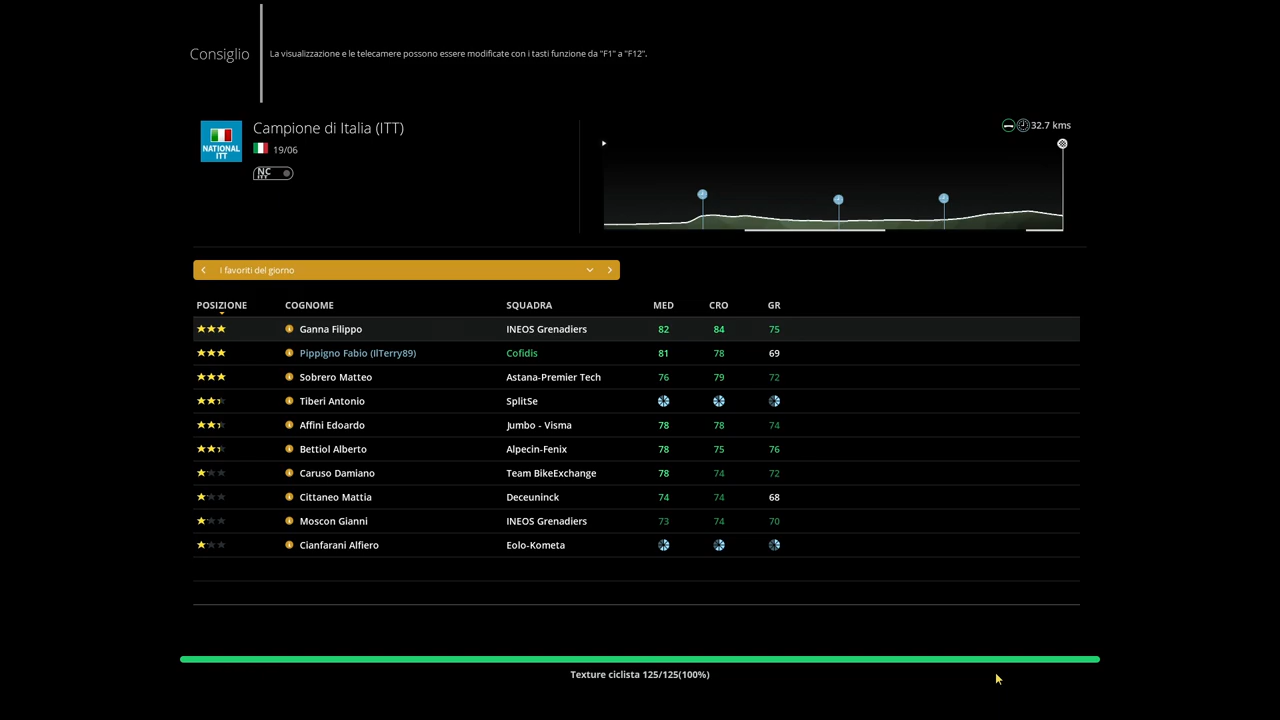 Consiglio
La visualizzazione e le telecamere possono essere modificate con i tasti funzione da "F1" a "F12".
NATIONAL
ITT
Campione di Italia (ITT)
19/06
NC
ITT
32.7 kms
I favoriti del giorno
POSIZIONE COGNOME SQUADRA MED CRO GR
Ganna Filippo INEOS Grenadiers 82 84 75
Pippigno Fabio (IlTerry89) Cofidis 81 78 69
Sobrero Matteo Astana-Premier Tech 76 79 72
Tiberi Antonio SplitSe
Affini Edoardo Jumbo - Visma 78 78 74
Bettiol Alberto Alpecin-Fenix 78 75 76
Caruso Damiano Team BikeExchange 78 74 72
Cittaneo Mattia Deceuninck 74 74 68
Moscon Gianni INEOS Grenadiers 73 74 70
Cianfarani Alfiero Eolo-Kometa
Texture ciclista 125/125(100%)